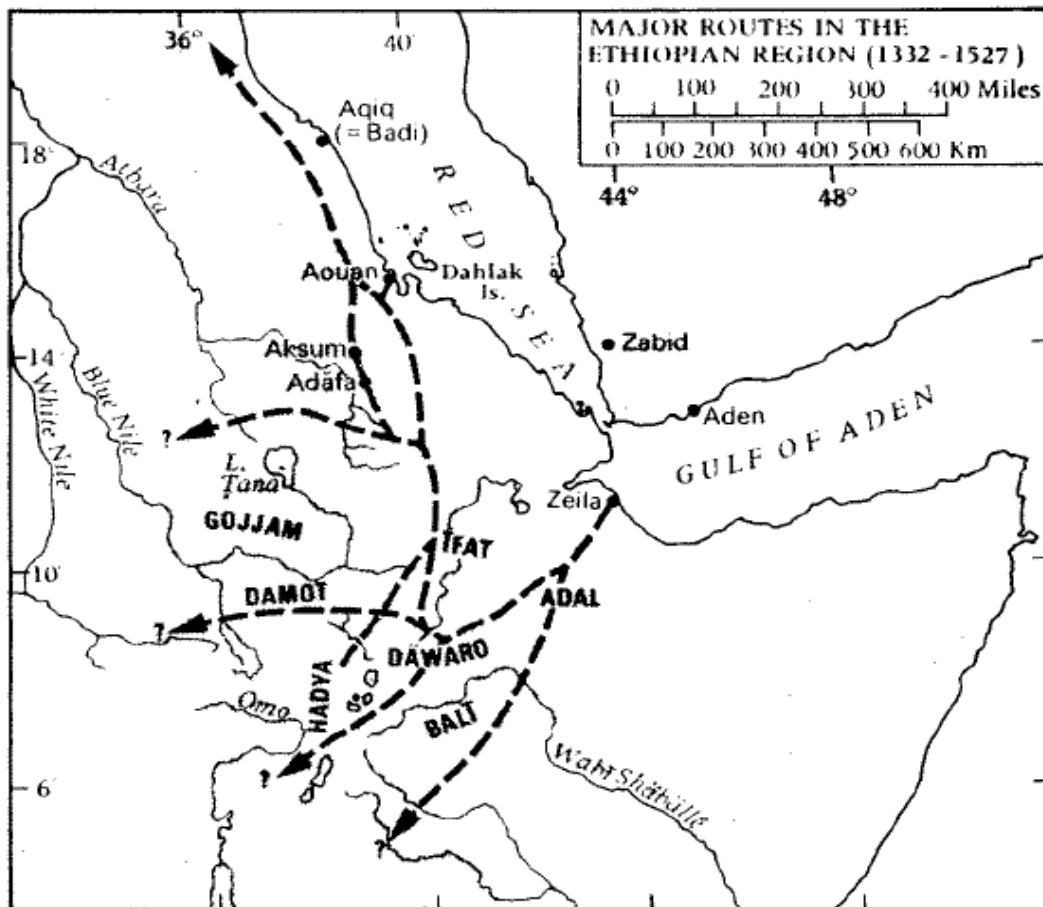 MAJOR ROUTES IN THE
ETHIOPIAN REGION (1332 - 1527)
0 100 200 300 400 Miles
0 100 200 300 400 500 600 Km
36°
40°
44°
48°
18°
14°
10°
6°
Aqiq
(= Badi)
Atbara
RED SEA
Aouan
Dahlak
Is.
Aksum
Adäfa
Zabid
Aden
GULF OF ADEN
White Nile
Blue Nile
?
L.
Tana
GOJJAM
Zeila
IFAT
DAMOT
ADAL
?
DÄWARO
HADYA
Omo
BALI
Wabi Shäbälle
?
?